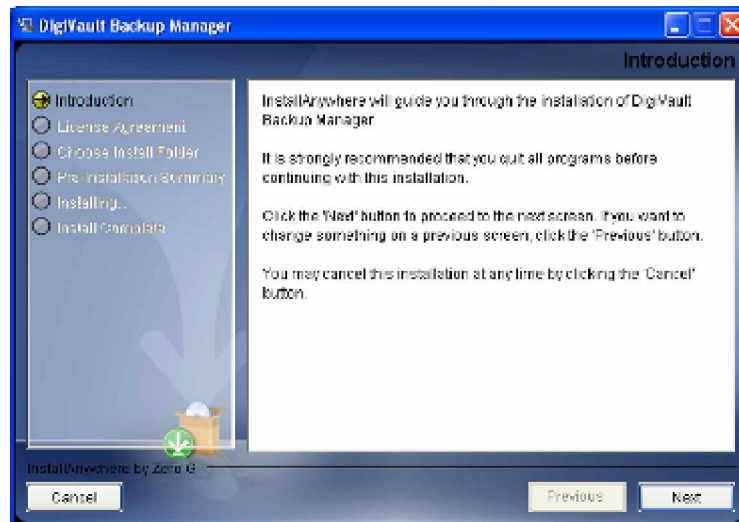 DigiVault Backup Manager
Introduction
Introduction
License Agreement
Choose Install Folder
Pre-Installation Summary
Installing...
Install Complete
InstallAnywhere will guide you through the installation of DigiVault
Backup Manager.
It is strongly recommended that you quit all programs before
continuing with this installation.
Click the 'Next' button to proceed to the next screen. If you want to
change something on a previous screen, click the 'Previous' button.
You may cancel this installation at any time by clicking the 'Cancel'
button.
InstallAnywhere by Zero G
Cancel
Previous
Next